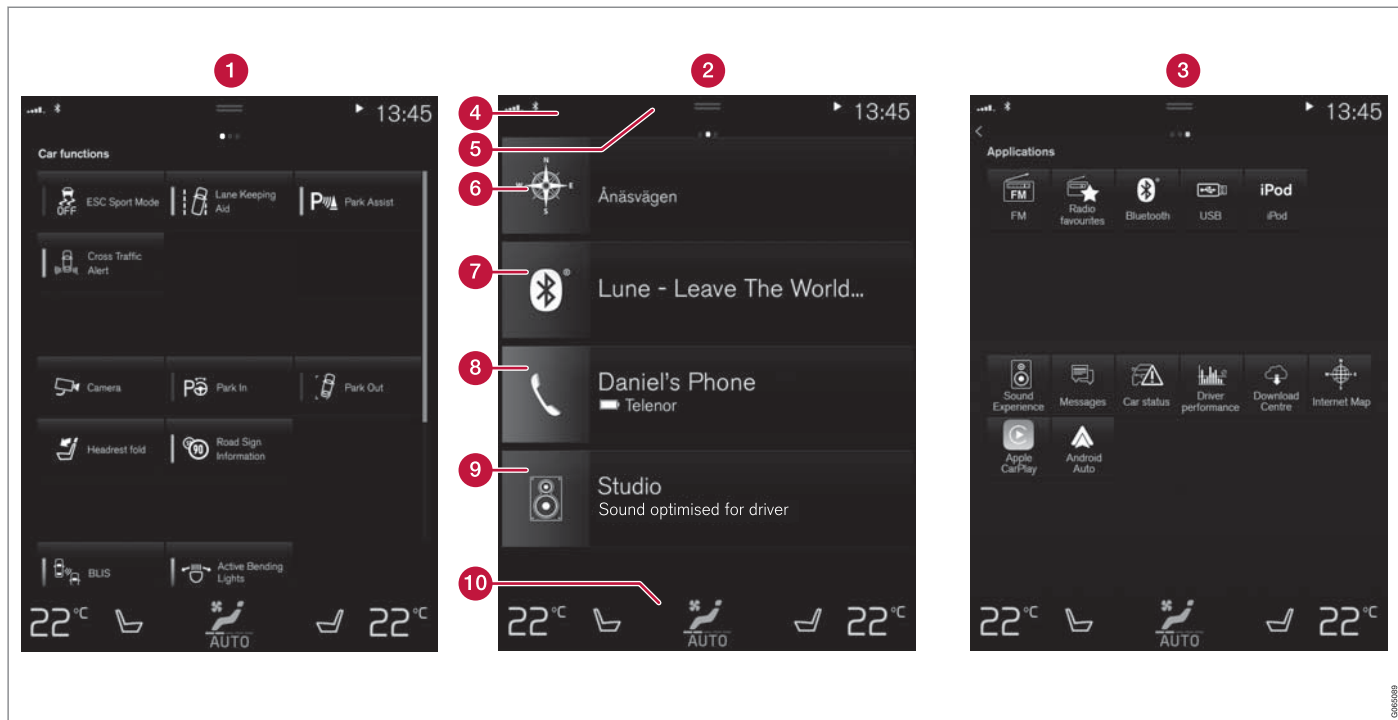 1
2
3
13:45
Car functions
OFF
ESC Sport Mode
Lane Keeping
Aid
P
Park Assist
Cross Traffic
Alert
Camera
P
Park In
Park Out
Headrest fold
90
Road Sign
Information
BLIS
Active Bending
Lights
22°C
AUTO
22°C
4
13:45
5
6
N
W
E
S
Ånäsvägen
7
®
Lune - Leave The World...
8
Daniel's Phone
Telenor
9
Studio
Sound optimised for driver
10
22°C
AUTO
22°C
13:45
Applications
FM
FM
Radio
favourites
Bluetooth
USB
iPod
iPod
Sound
Experience
Messages
Car status
Driver
performance
Download
Centre
Internet Map
Apple
CarPlay
Android
Auto
22°C
AUTO
22°C
G065089